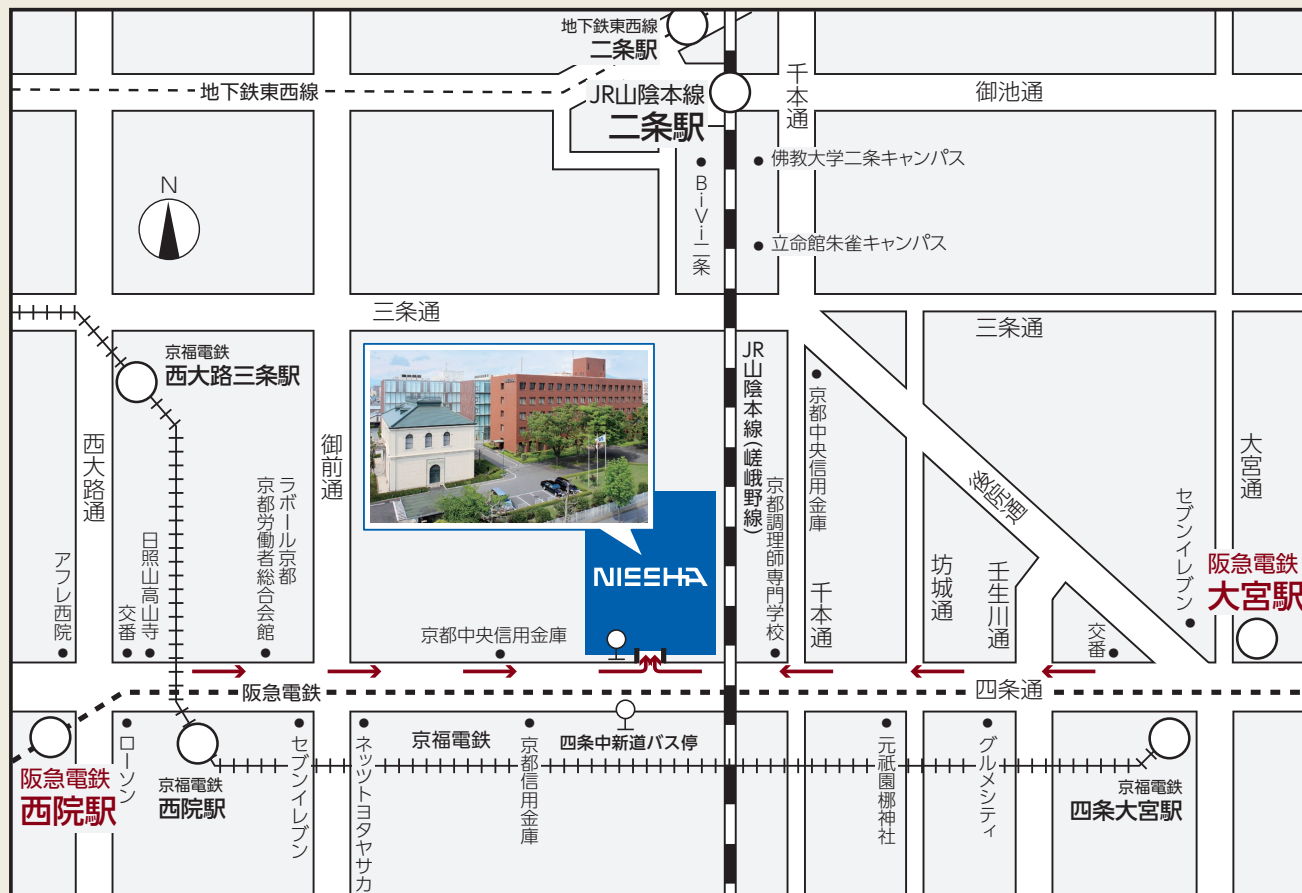 地下鉄東西線
二条駅
地下鉄東西線
JR山陰本線
二条駅
千本通
御池通
佛教大学二条キャンパス
BiVi二条
立命館朱雀キャンパス
N
三条通
三条通
京福電鉄
西大路三条駅
JR山陰本線(嵯峨野線)
京都中央信用金庫
西大路通
御前通
ラボール京都
京都労働者総合会館
京都調理師専門学校
後院通
大宮通
セブンイレブン
アフレ西院
交番
日照山高山寺
NISSHA
千本通
坊城通
壬生川通
交番
阪急電鉄
大宮駅
京都中央信用金庫
阪急電鉄
四条通
阪急電鉄
西院駅
ローソン
京福電鉄
西院駅
セブンイレブン
ネッツトヨタヤサカ
京福電鉄
京都信用金庫
四条中新道バス停
元祇園梛神社
グルメシティ
京福電鉄
四条大宮駅